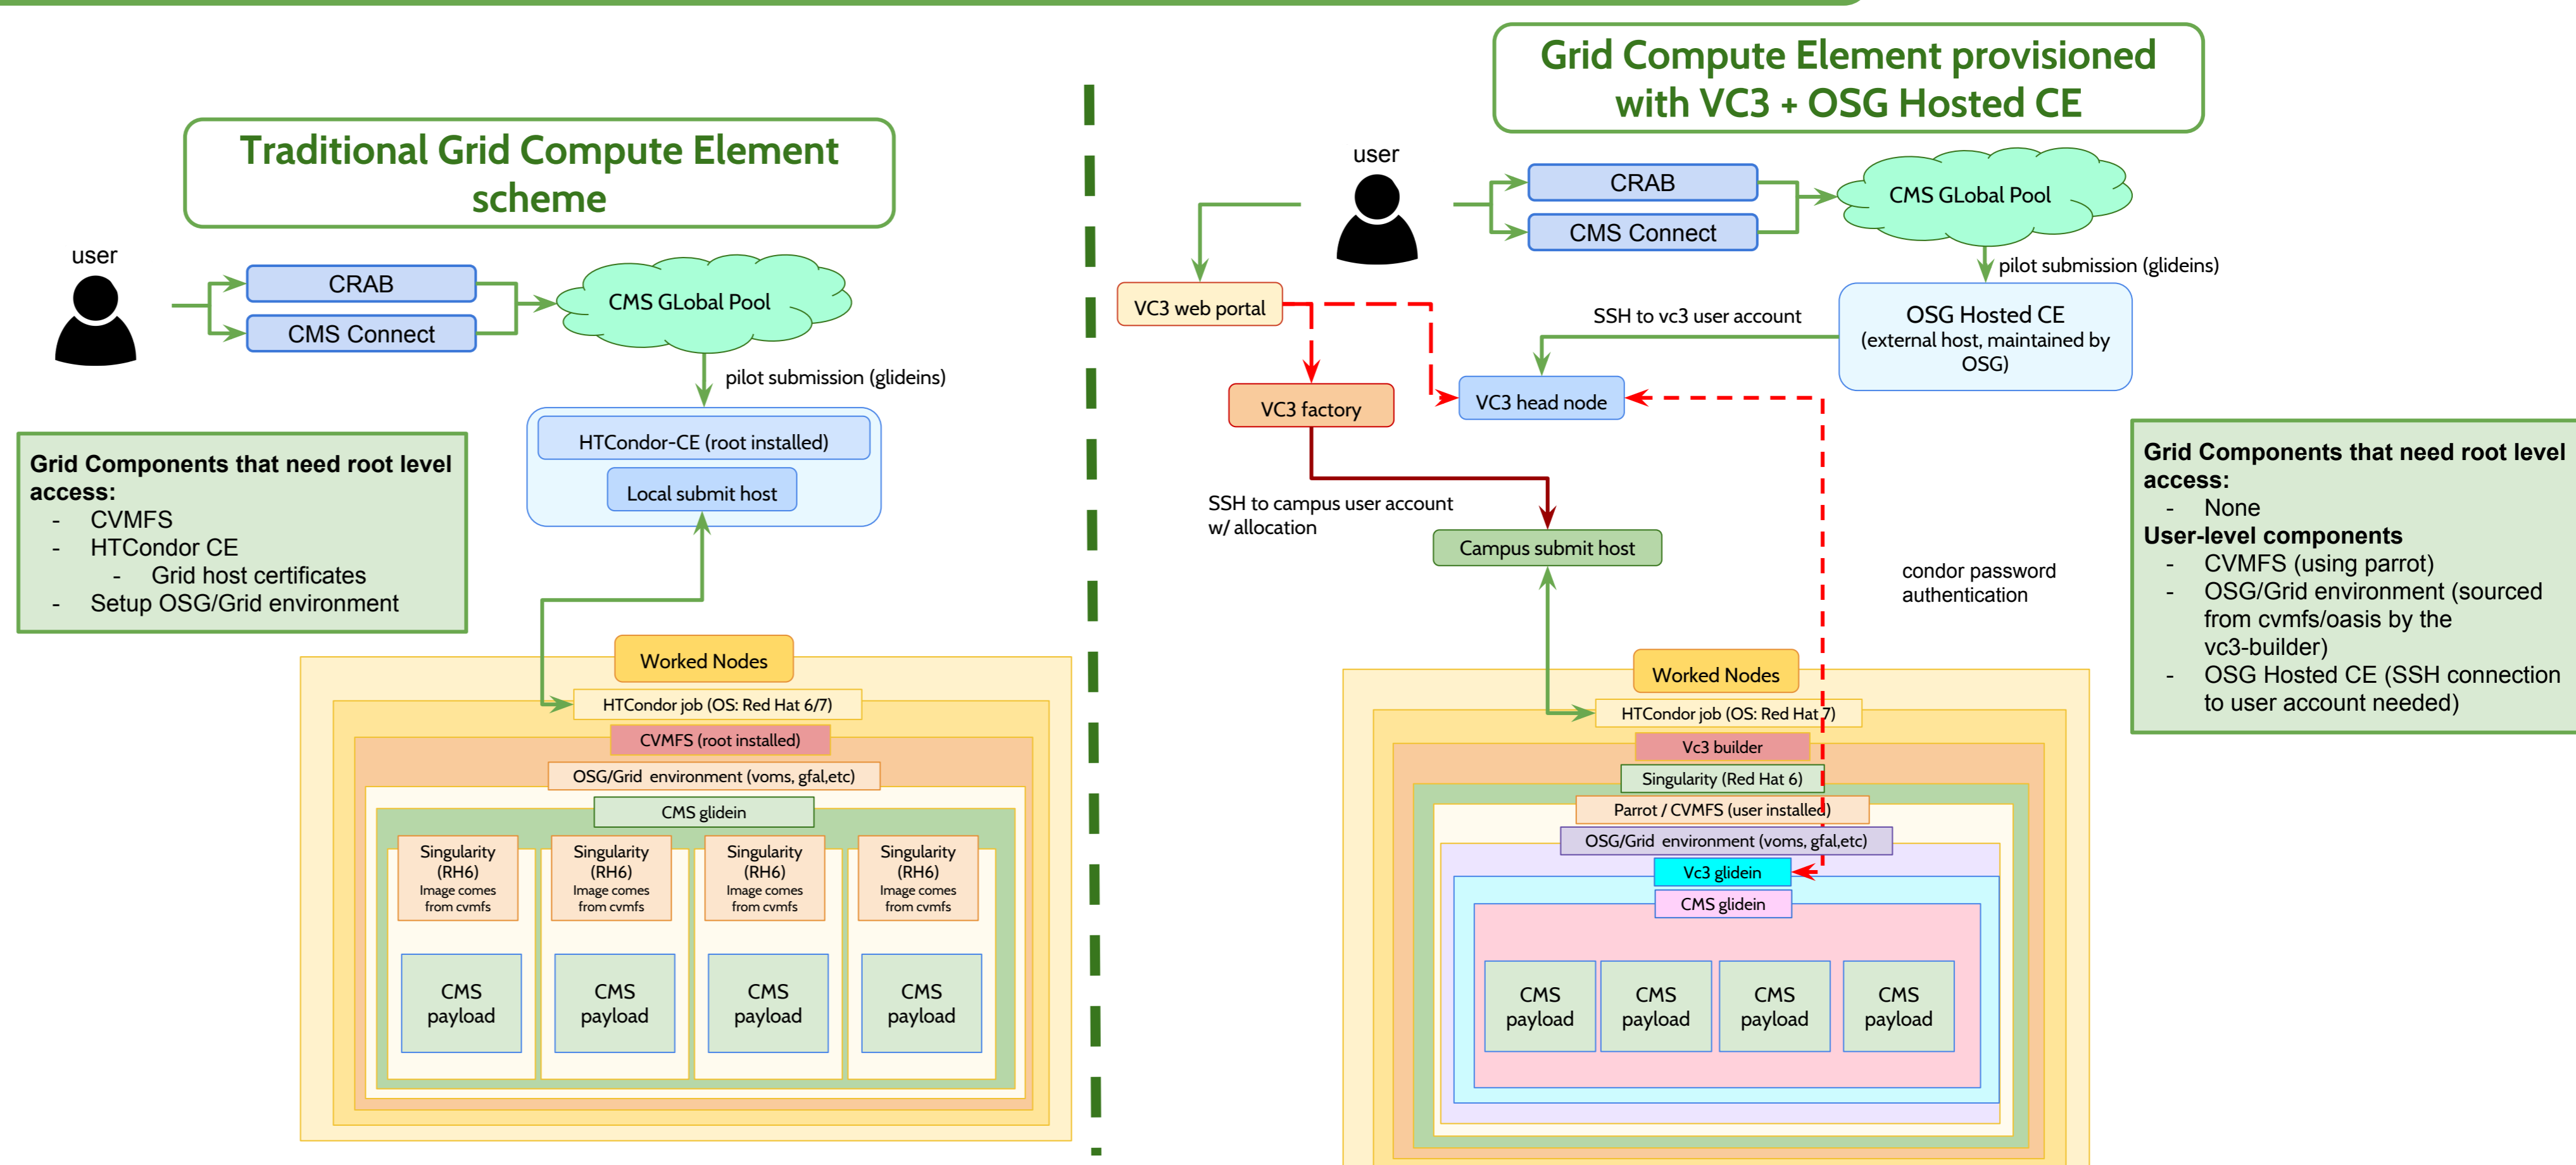 Traditional Grid Compute Element
scheme
user
CRAB
CMS Connect
CMS GLobal Pool
pilot submission (glideins)
HTCondor-CE (root installed)
Local submit host
Grid Components that need root level
access:
- CVMFS
- HTCondor CE
- Grid host certificates
- Setup OSG/Grid environment
Worked Nodes
HTCondor job (OS: Red Hat 6/7)
CVMFS (root installed)
OSG/Grid environment (voms, gfal,etc)
CMS glidein
Singularity
(RH6)
Image comes
from cvmfs
Singularity
(RH6)
Image comes
from cvmfs
Singularity
(RH6)
Image comes
from cvmfs
Singularity
(RH6)
Image comes
from cvmfs
CMS
payload
CMS
payload
CMS
payload
CMS
payload
Grid Compute Element provisioned
with VC3 + OSG Hosted CE
user
CRAB
CMS Connect
CMS GLobal Pool
pilot submission (glideins)
VC3 web portal
SSH to vc3 user account
OSG Hosted CE
(external host, maintained by
OSG)
VC3 factory
VC3 head node
SSH to campus user account
w/ allocation
Campus submit host
condor password
authentication
Grid Components that need root level
access:
- None
User-level components
- CVMFS (using parrot)
- OSG/Grid environment (sourced
from cvmfs/oasis by the
vc3-builder)
- OSG Hosted CE (SSH connection
to user account needed)
Worked Nodes
HTCondor job (OS: Red Hat 7)
Vc3 builder
Singularity (Red Hat 6)
Parrot / CVMFS (user installed)
OSG/Grid environment (voms, gfal,etc)
Vc3 glidein
CMS glidein
CMS
payload
CMS
payload
CMS
payload
CMS
payload